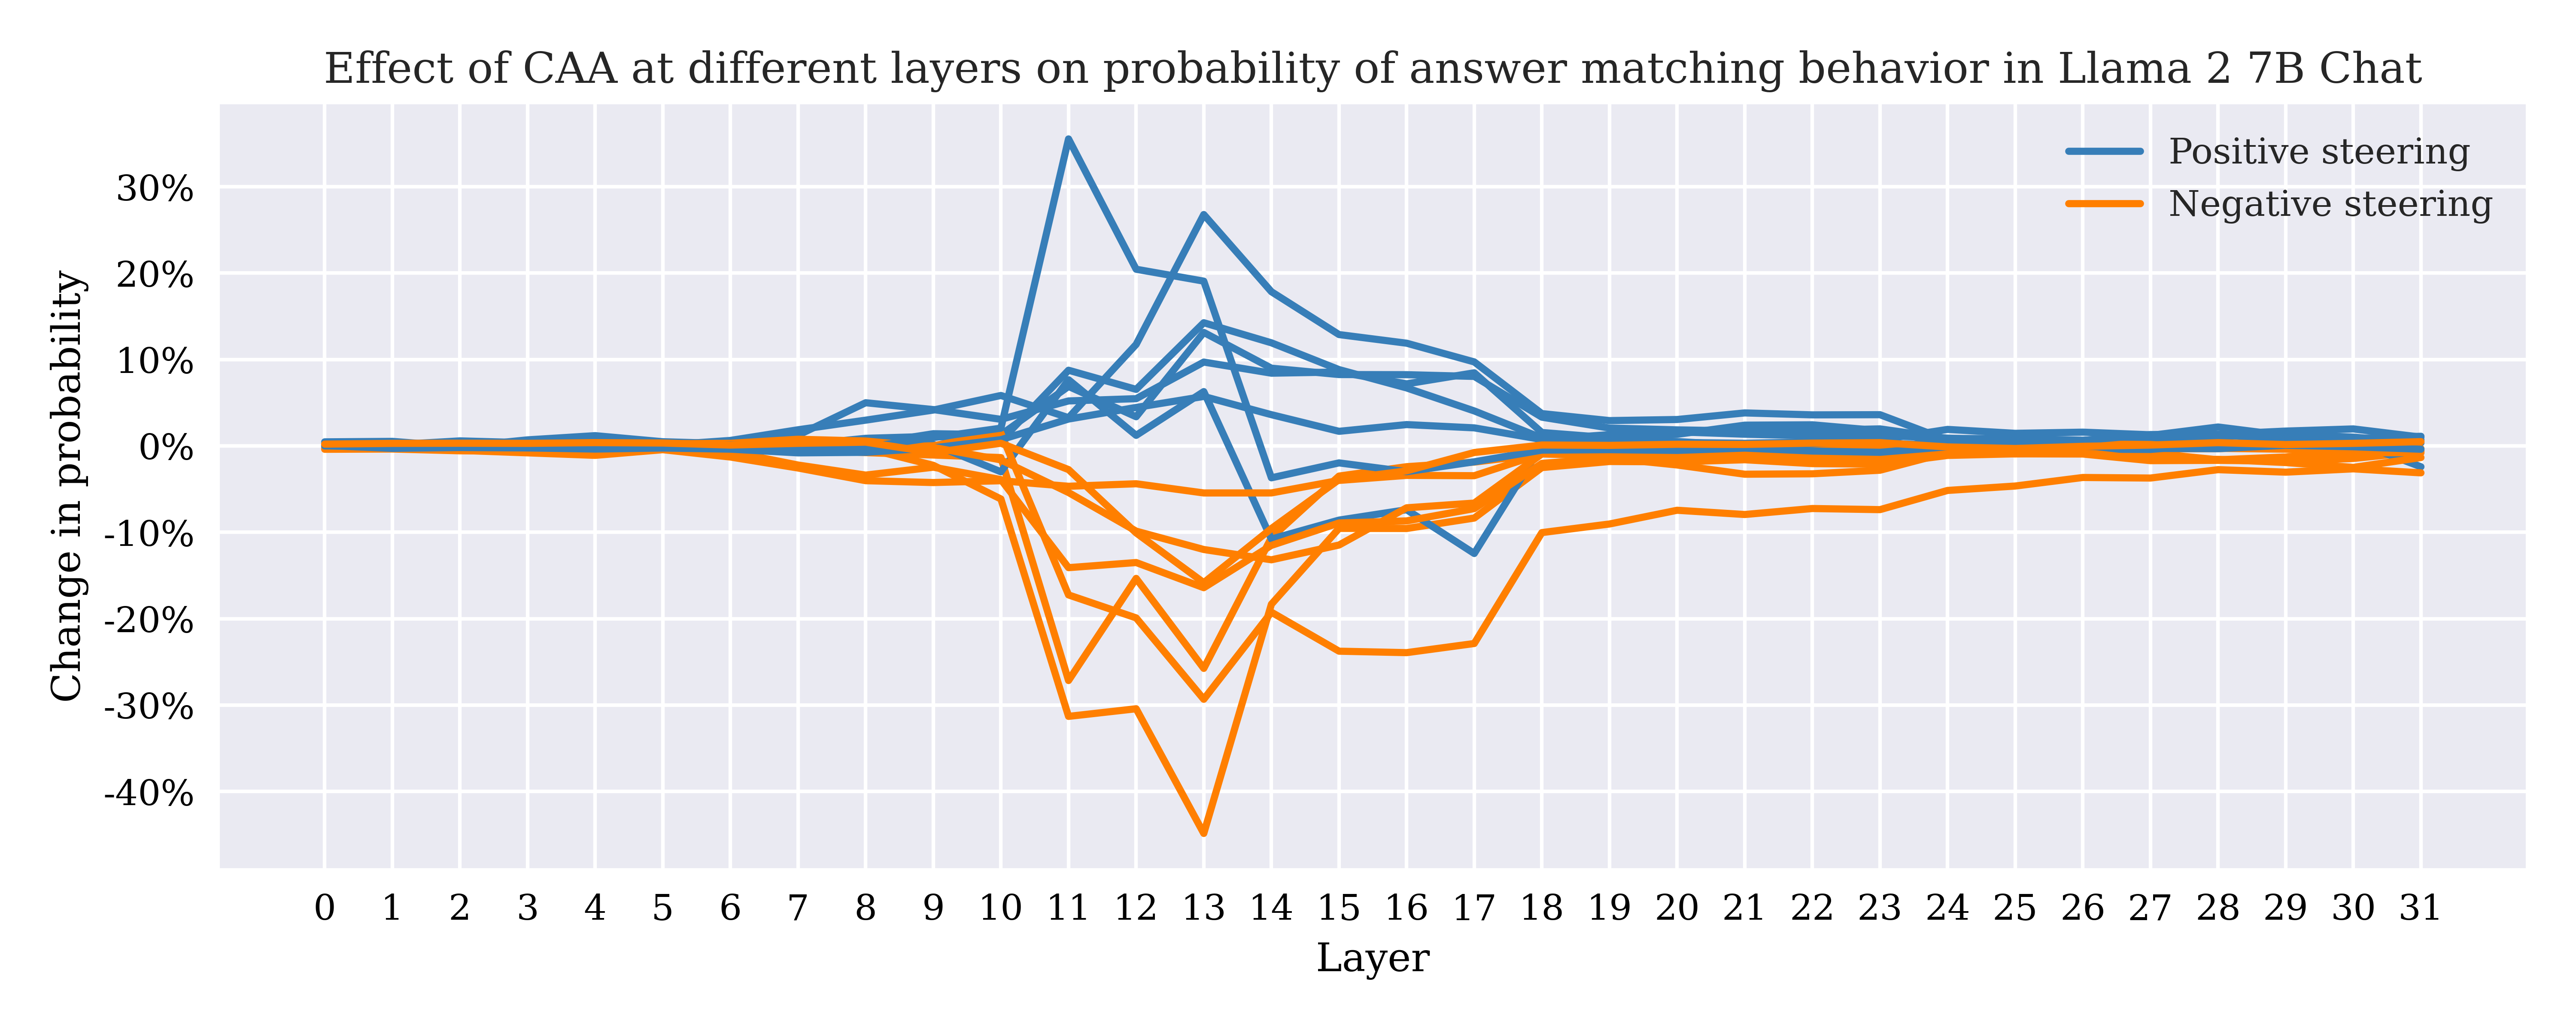 Effect of CAA at different layers on probability of answer matching behavior in Llama 2 7B Chat
Positive steering
Negative steering
Change in probability
30%
20%
10%
0%
-10%
-20%
-30%
-40%
0 1 2 3 4 5 6 7 8 9 10 11 12 13 14 15 16 17 18 19 20 21 22 23 24 25 26 27 28 29 30 31
Layer